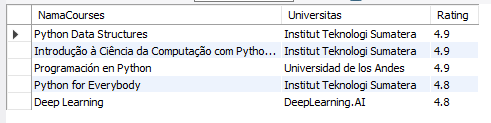 NamaCourses Universitas Rating
Python Data Structures Institut Teknologi Sumatera 4.9
Introdução à Ciência da Computação com Pytho... Institut Teknologi Sumatera 4.9
Programación en Python Universidad de los Andes 4.9
Python for Everybody Institut Teknologi Sumatera 4.8
Deep Learning DeepLearning.AI 4.8